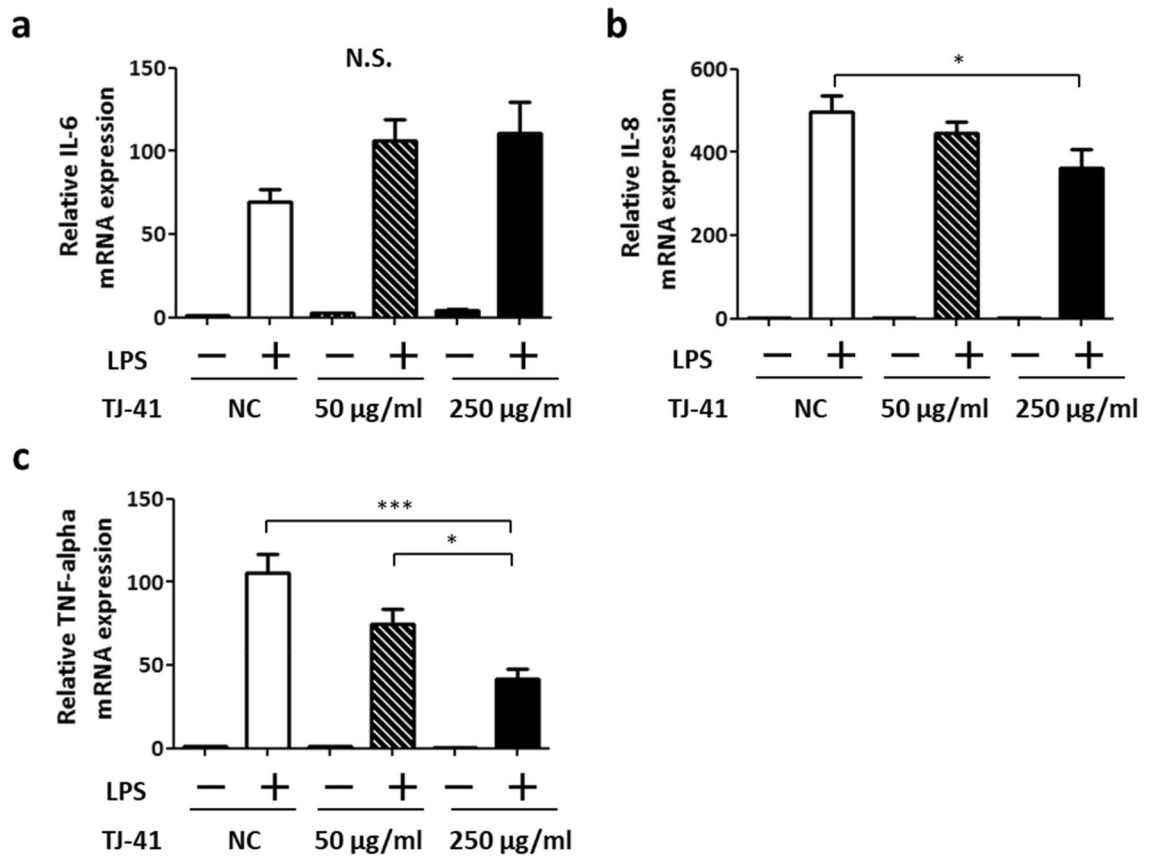 a
N.S.
Relative IL-6
mRNA expression
150
100
50
0
LPS − + − + − +
TJ-41 NC 50 μg/ml 250 μg/ml
b
*
Relative IL-8
mRNA expression
600
400
200
0
LPS − + − + − +
TJ-41 NC 50 μg/ml 250 μg/ml
c
***
*
Relative TNF-alpha
mRNA expression
150
100
50
0
LPS − + − + − +
TJ-41 NC 50 μg/ml 250 μg/ml